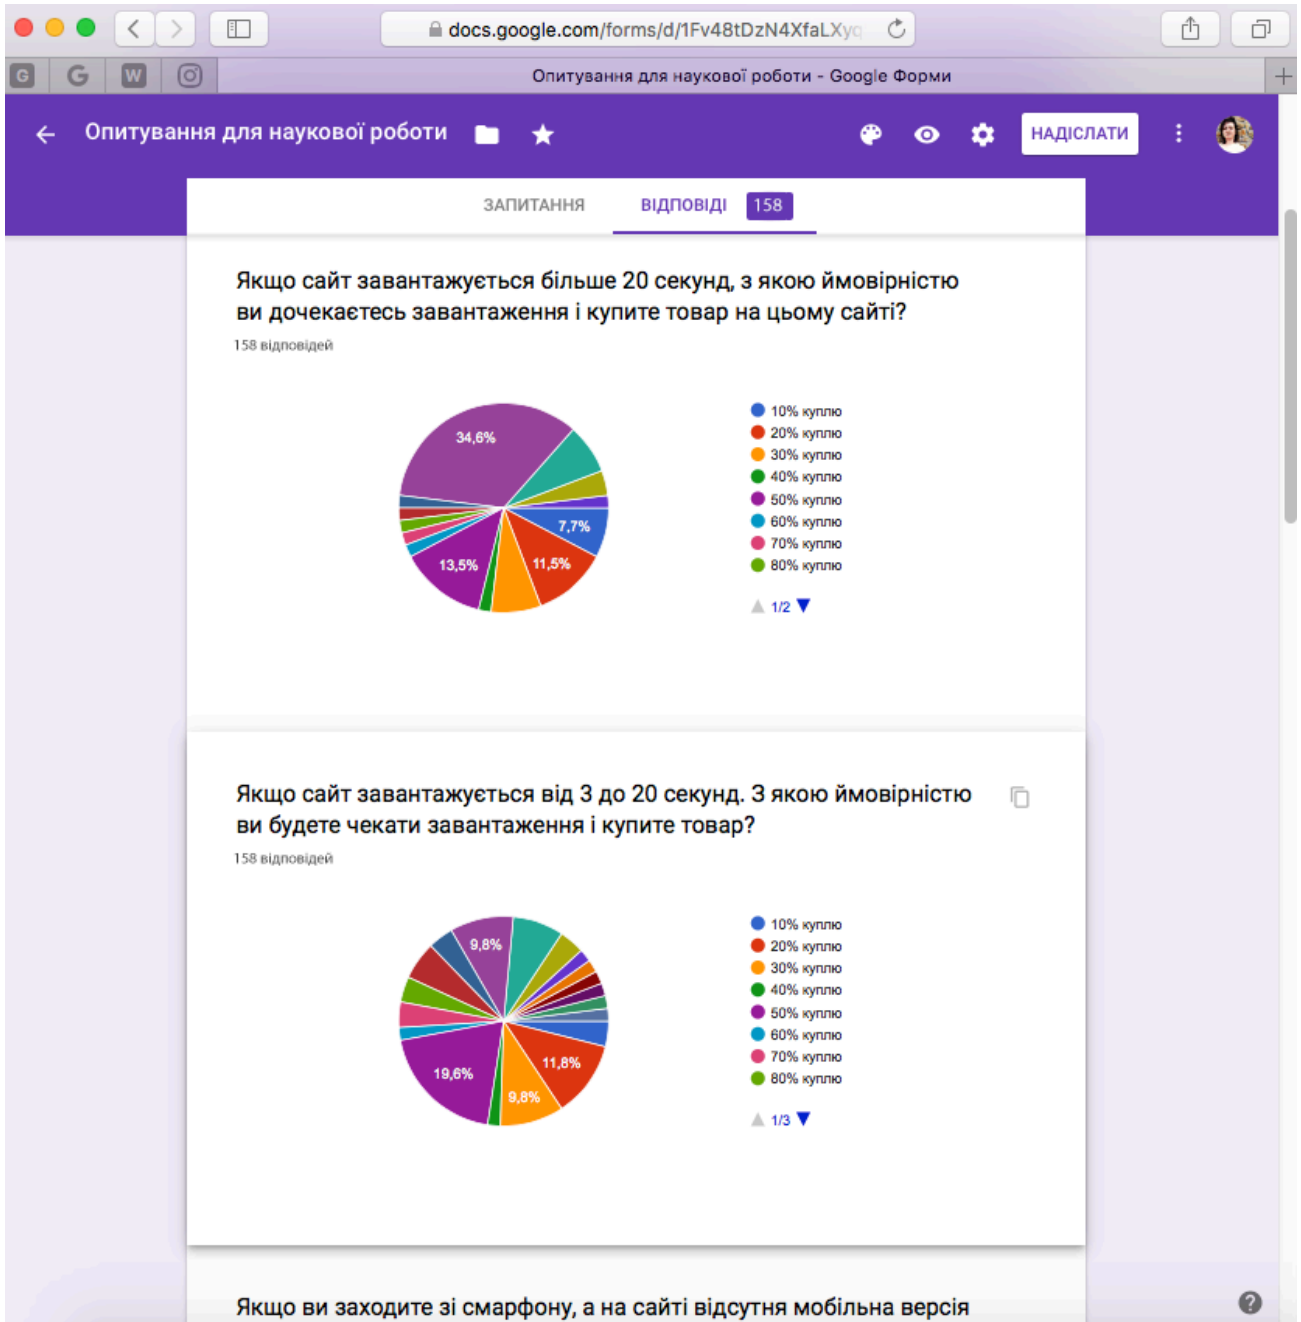 docs.google.com/forms/d/1Fv48tDzN4XfaLXyq
G G W
Опитування для наукової роботи - Google Форми
Опитування для наукової роботи
НАДІСЛАТИ
ЗАПИТАННЯ ВІДПОВІДІ 158
Якщо сайт завантажується більше 20 секунд, з якою ймовірністю
ви дочекаєтесь завантаження і купите товар на цьому сайті?
158 відповідей
34,6%
7,7%
11,5%
13,5%
10% куплю
20% куплю
30% куплю
40% куплю
50% куплю
60% куплю
70% куплю
80% куплю
1/2
Якщо сайт завантажується від 3 до 20 секунд. З якою ймовірністю
ви будете чекати завантаження і купите товар?
158 відповідей
9,8%
11,8%
9,8%
19,6%
10% куплю
20% куплю
30% куплю
40% куплю
50% куплю
60% куплю
70% куплю
80% куплю
1/3
Якщо ви заходите зі смарфону, а на сайті відсутня мобільна версія